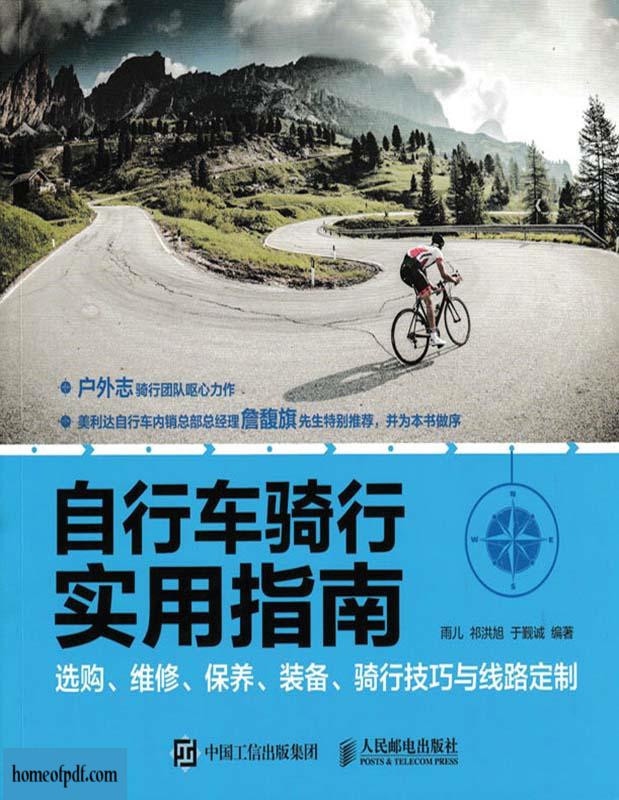 户外志 骑行团队呕心力作
美利达自行车内销总部总经理 詹馥旗 先生特别推荐，并为本书做序
N
W E
S
自行车骑行
实用指南
雨儿 祁洪旭 于觐诚 编著
选购、维修、保养、装备、骑行技巧与线路定制
中国工信出版集团
人民邮电出版社
POSTS & TELECOM PRESS
homeofpdf.com